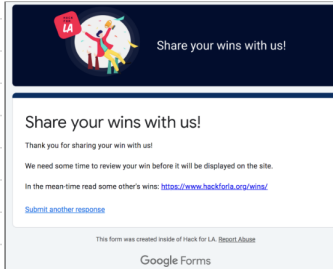 HACK
FOR
LA
Share your wins with us!
Share your wins with us!
Thank you for sharing your win with us!
We need some time to review your win before it will be displayed on the site.
In the mean-time read some other's wins: https://www.hackforla.org/wins/
Submit another response
This form was created inside of Hack for LA. Report Abuse
Google Forms